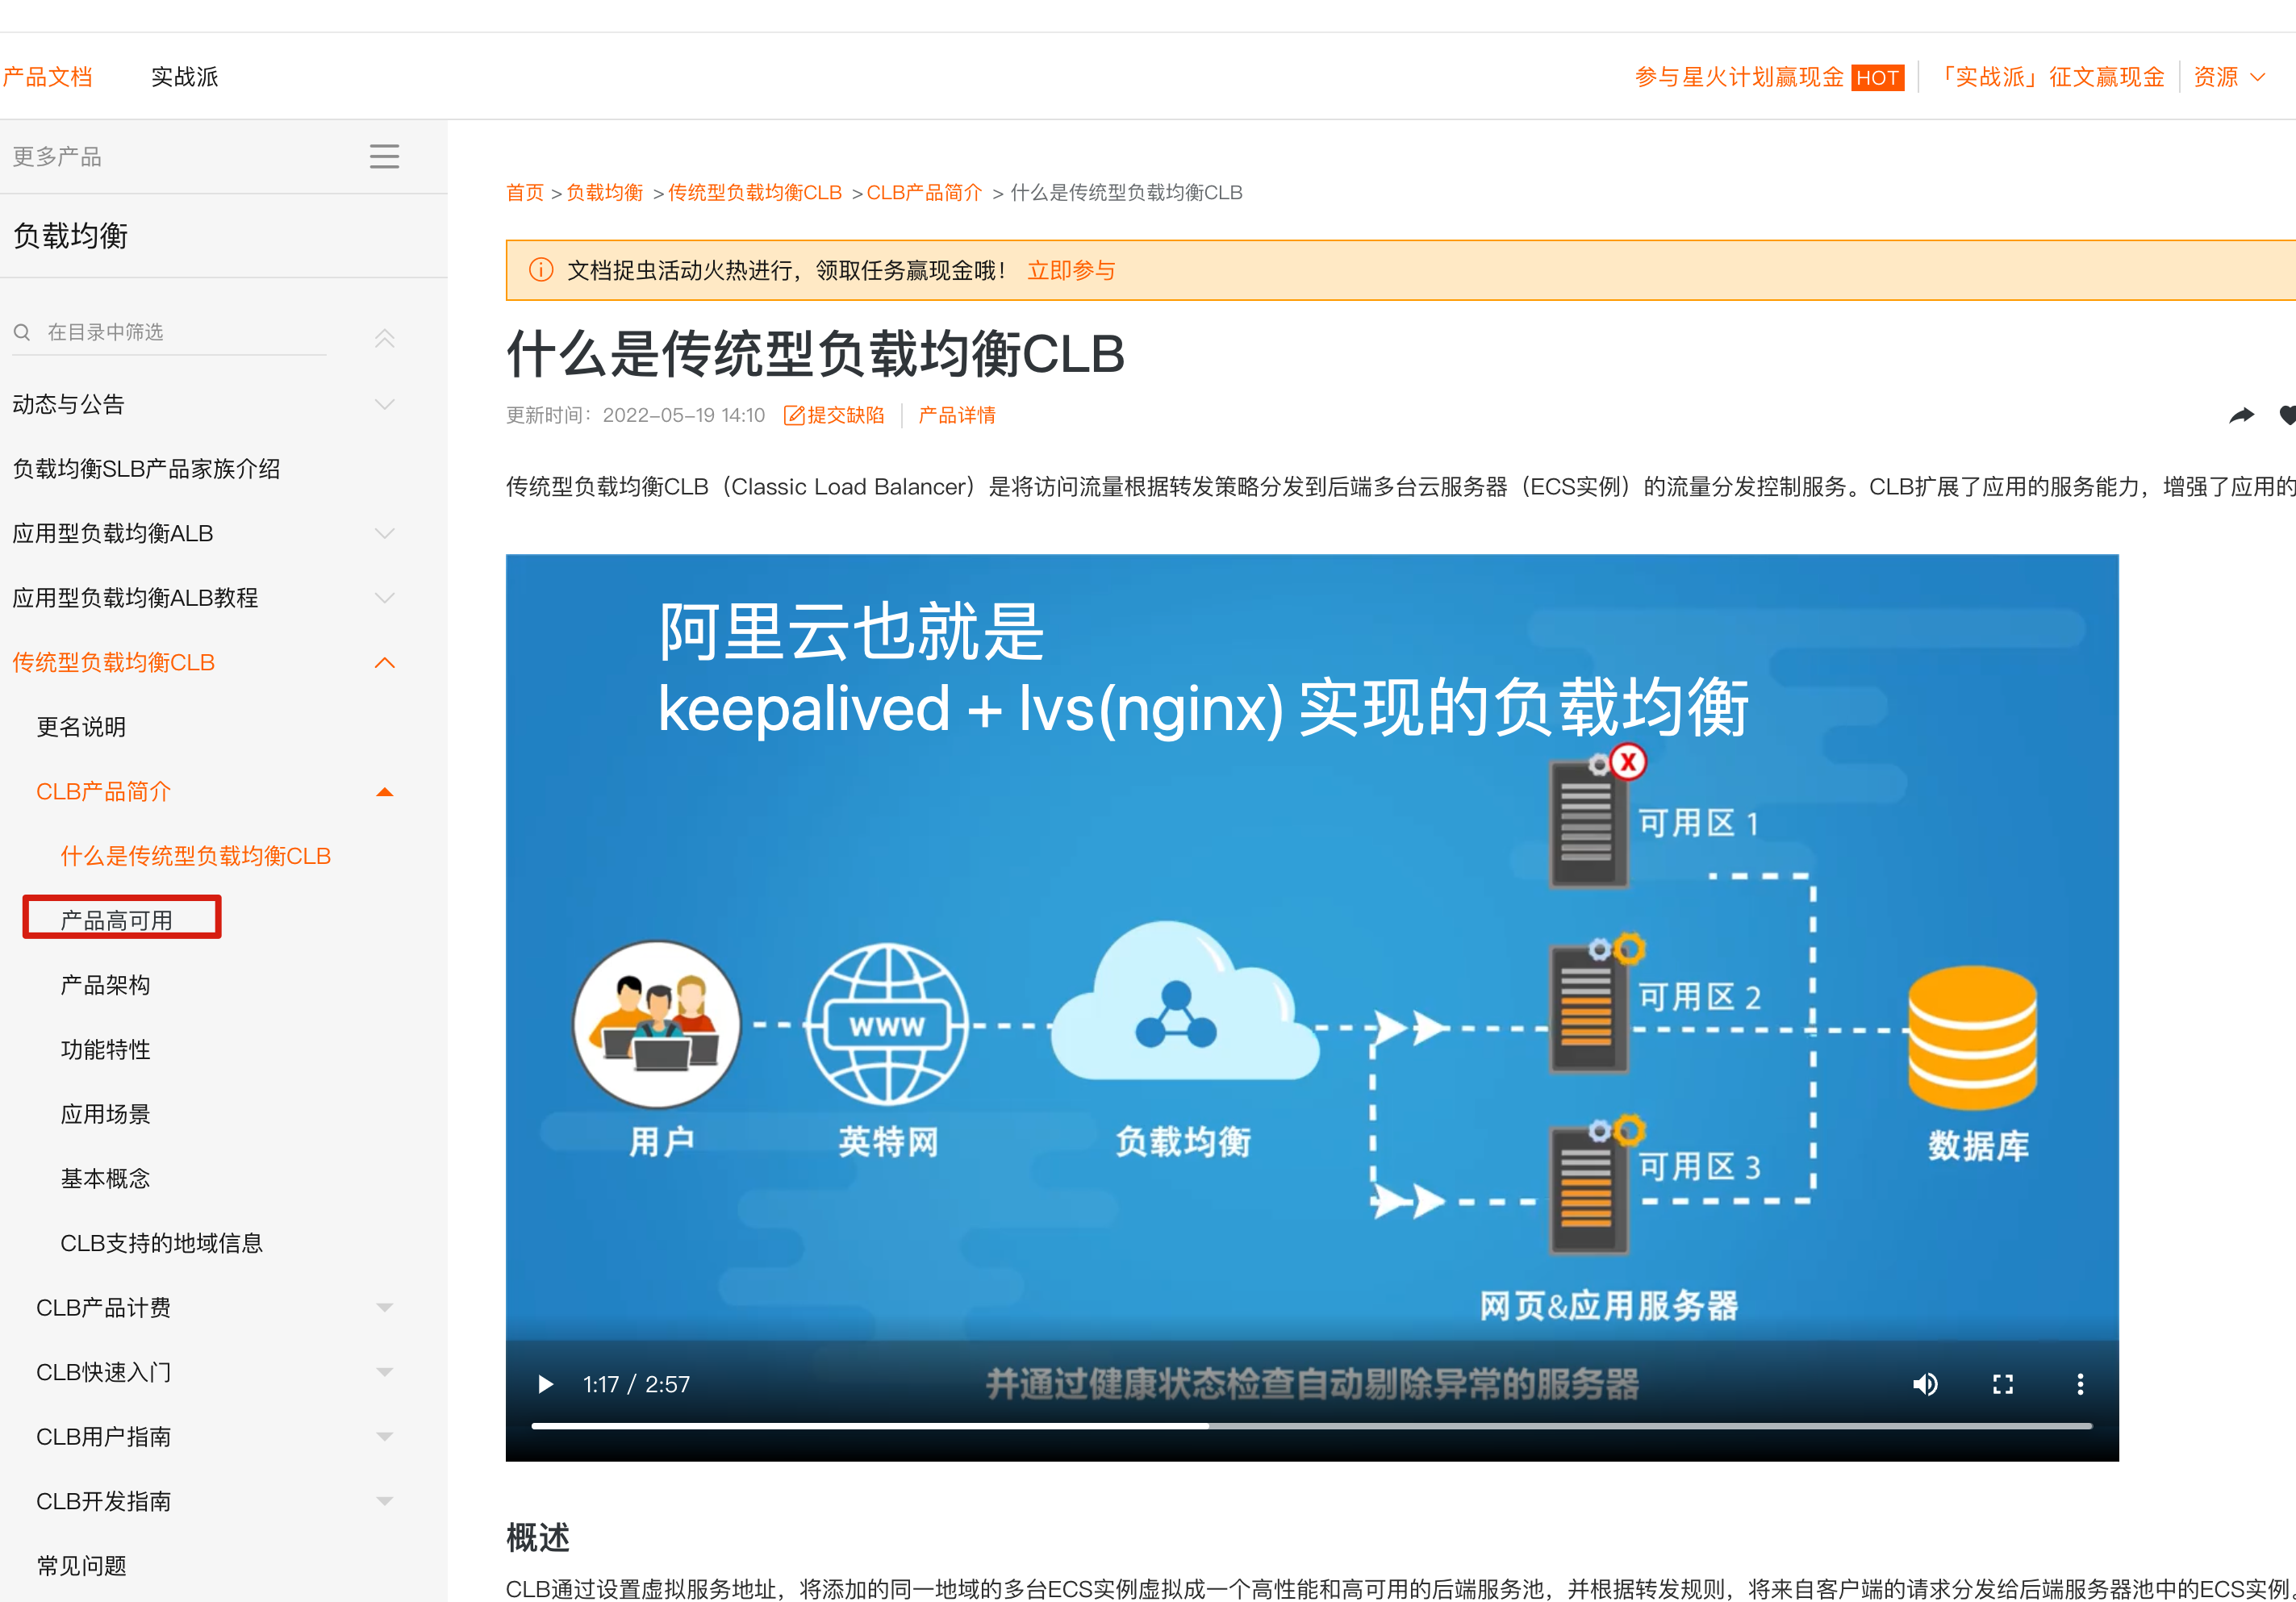 产品文档
实战派
参与星火计划赢现金 HOT
「实战派」征文赢现金
资源
更多产品
负载均衡
在目录中筛选
动态与公告
负载均衡SLB产品家族介绍
应用型负载均衡ALB
应用型负载均衡ALB教程
传统型负载均衡CLB
更名说明
CLB产品简介
什么是传统型负载均衡CLB
产品高可用
产品架构
功能特性
应用场景
基本概念
CLB支持的地域信息
CLB产品计费
CLB快速入门
CLB用户指南
CLB开发指南
常见问题
首页 > 负载均衡 > 传统型负载均衡CLB > CLB产品简介 > 什么是传统型负载均衡CLB
文档捉虫活动火热进行，领取任务赢现金哦！ 立即参与
什么是传统型负载均衡CLB
更新时间：2022-05-19 14:10 提交缺陷 产品详情
传统型负载均衡CLB（Classic Load Balancer）是将访问流量根据转发策略分发到后端多台云服务器（ECS实例）的流量分发控制服务。CLB扩展了应用的服务能力，增强了应用的
阿里云也就是
keepalived + lvs(nginx) 实现的负载均衡
X
可用区 1
可用区 2
可用区 3
www
用户
英特网
负载均衡
数据库
网页&应用服务器
并通过健康状态检查自动剔除异常的服务器
1:17 / 2:57
概述
CLB通过设置虚拟服务地址，将添加的同一地域的多台ECS实例虚拟成一个高性能和高可用的后端服务池，并根据转发规则，将来自客户端的请求分发给后端服务器池中的ECS实例。